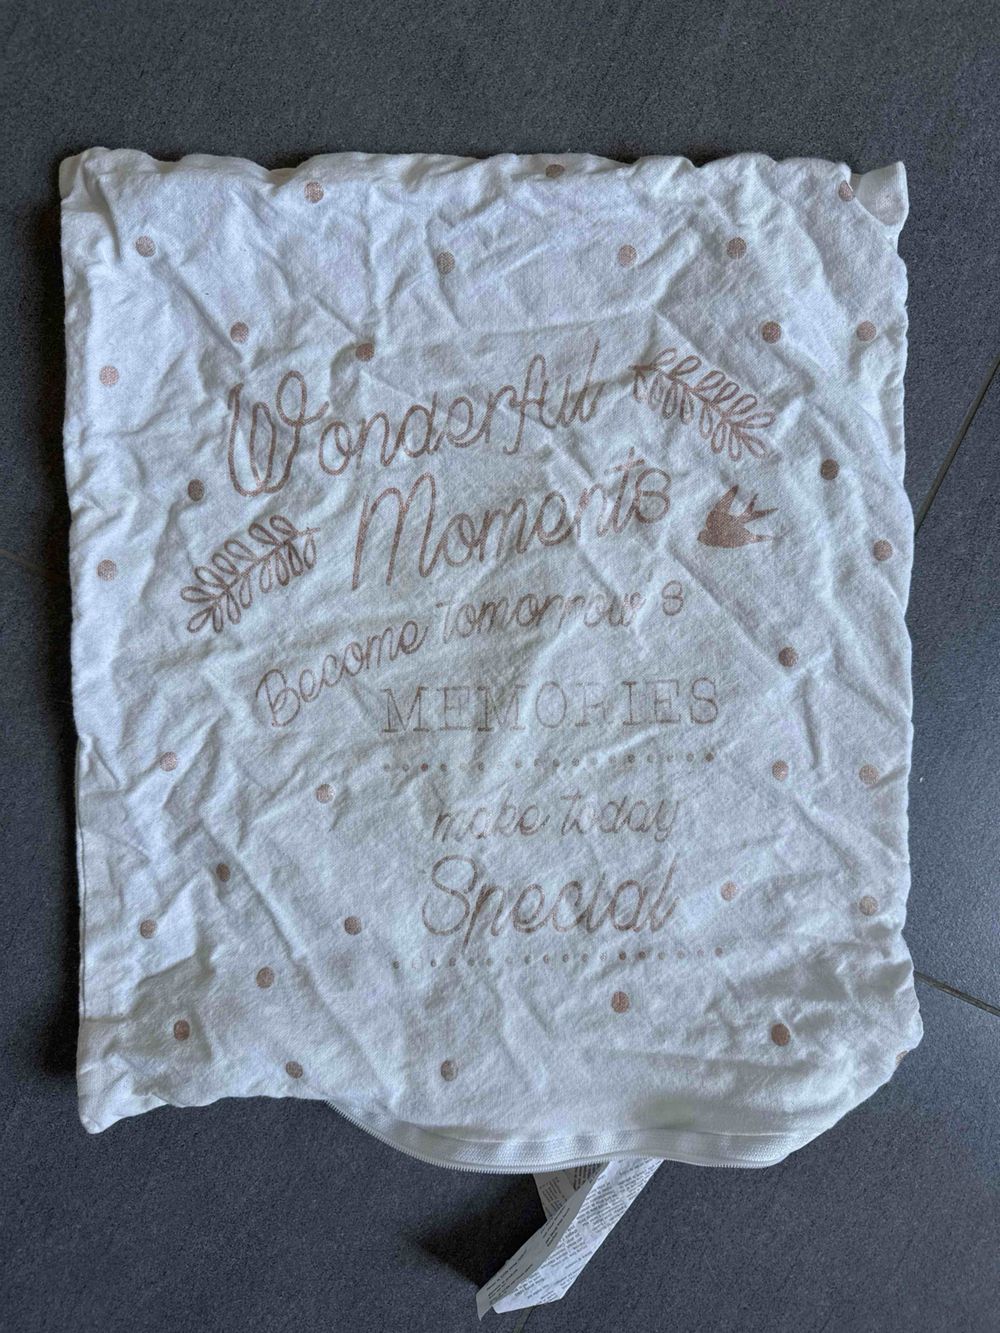 Wonderful
Moments
Become tomorrow's
MEMORIES
make today
Special